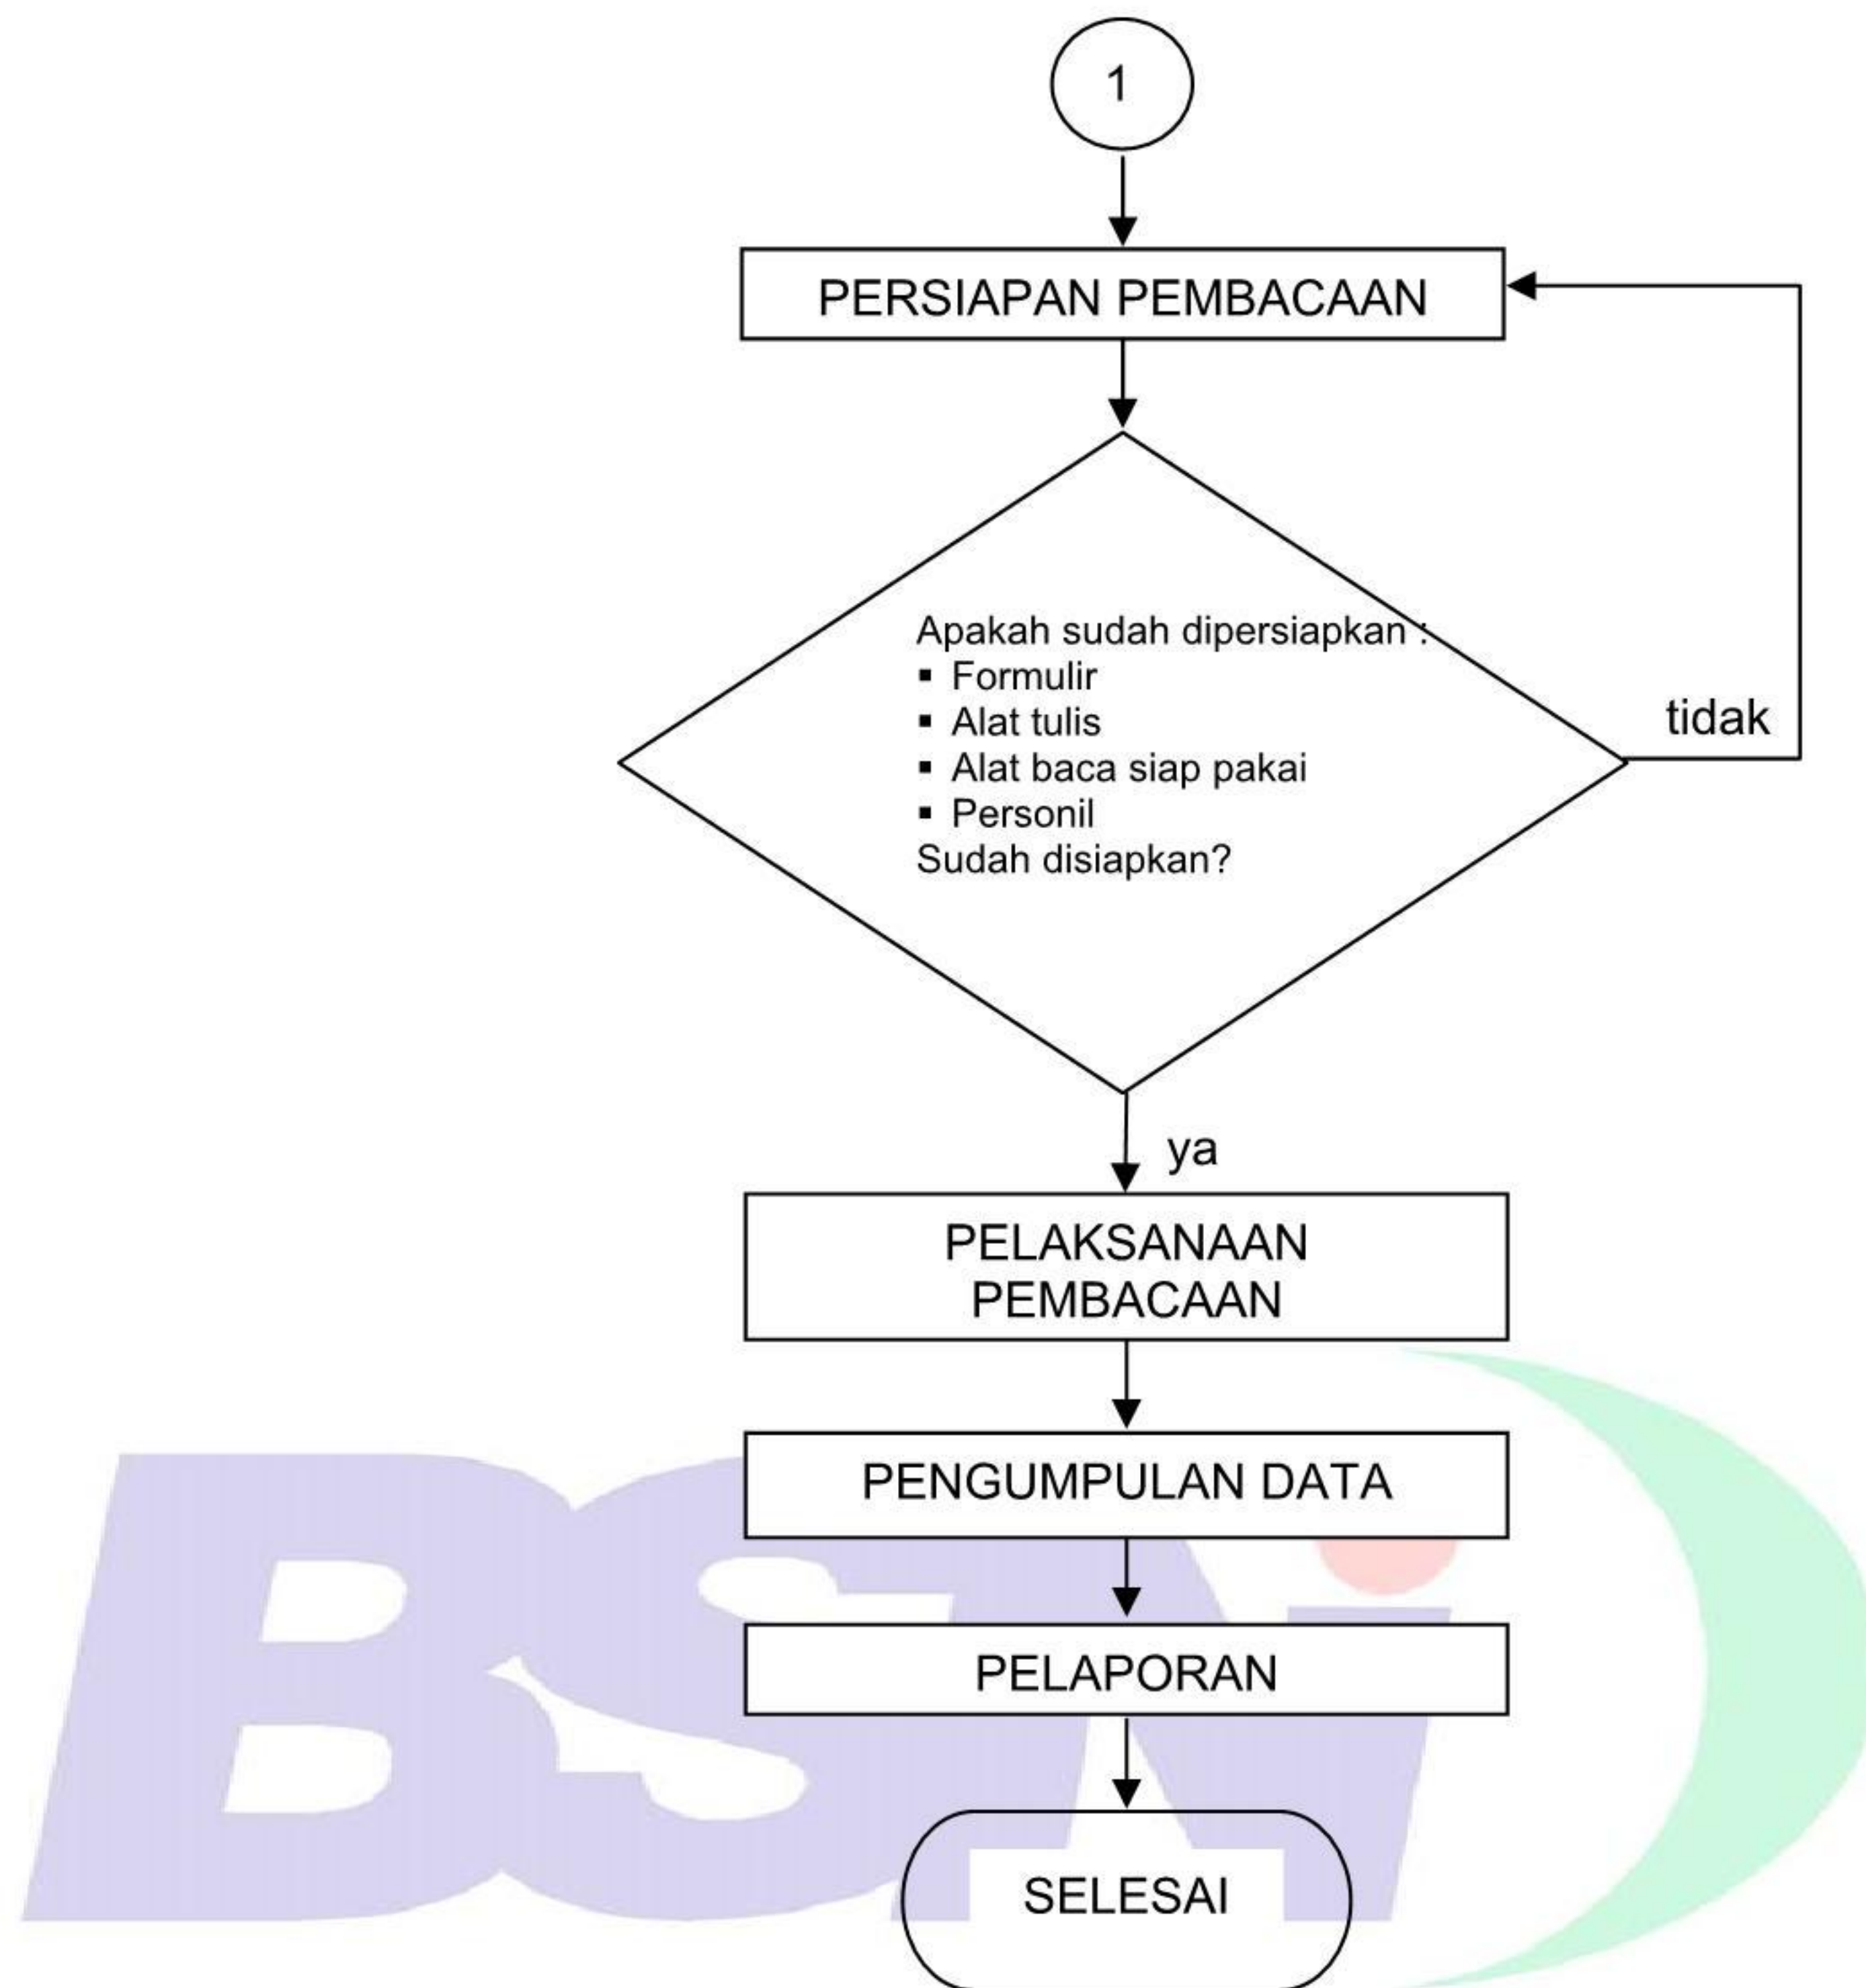 1
PERSIAPAN PEMBACAAN
Apakah sudah dipersiapkan :
▪ Formulir
▪ Alat tulis
▪ Alat baca siap pakai
▪ Personil
Sudah disiapkan?
tidak
ya
PELAKSANAAN
PEMBACAAN
PENGUMPULAN DATA
PELAPORAN
SELESAI
BSN